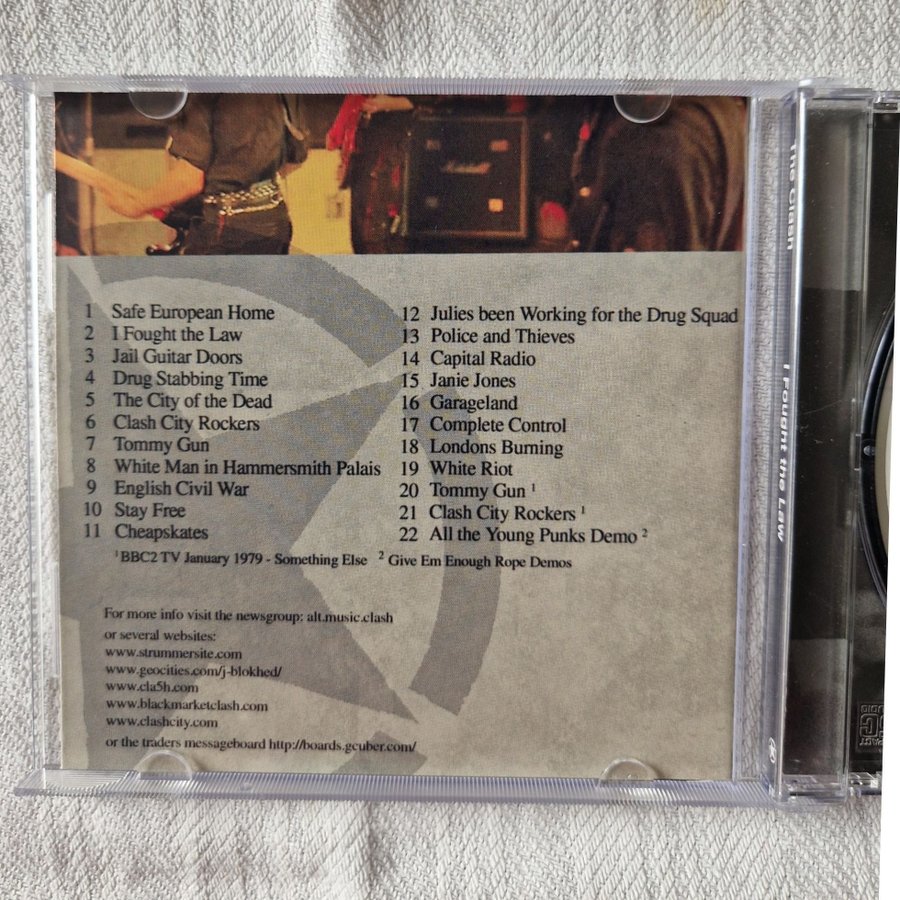 Marshall
1 Safe European Home
2 I Fought the Law
3 Jail Guitar Doors
4 Drug Stabbing Time
5 The City of the Dead
6 Clash City Rockers
7 Tommy Gun
8 White Man in Hammersmith Palais
9 English Civil War
10 Stay Free
11 Cheapskates
12 Julies been Working for the Drug Squad
13 Police and Thieves
14 Capital Radio
15 Janie Jones
16 Garageland
17 Complete Control
18 Londons Burning
19 White Riot
20 Tommy Gun ¹
21 Clash City Rockers ¹
22 All the Young Punks Demo ²
¹ BBC2 TV January 1979 - Something Else ² Give Em Enough Rope Demos
For more info visit the newsgroup: alt.music.clash
or several websites:
www.strummersite.com
www.geocities.com/j-blokhed/
www.cla5h.com
www.blackmarketclash.com
www.clashcity.com
or the traders messageboard http://boards.gcuber.com/
The Clash
I Fought the Law